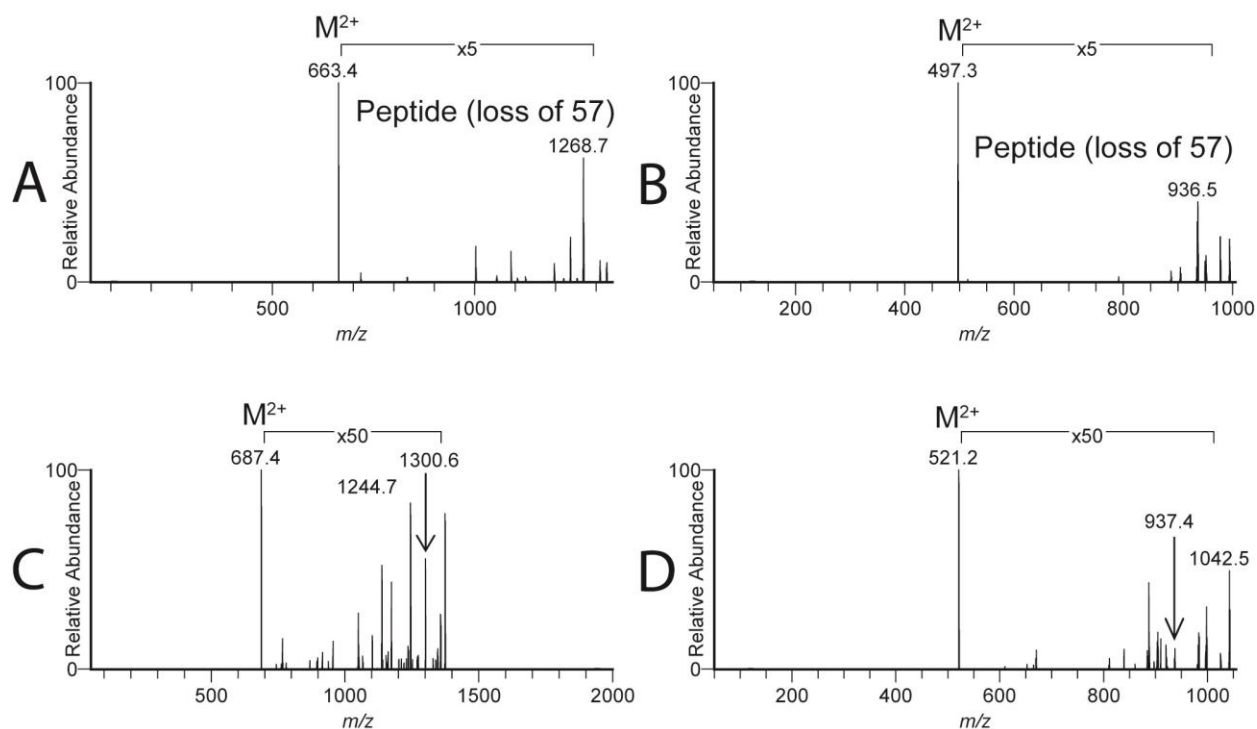 A
M2+
x5
663.4
100
Peptide (loss of 57)
1268.7
Relative Abundance
0
500
1000
m/z
B
M2+
x5
497.3
100
Peptide (loss of 57)
936.5
Relative Abundance
0
200
400
600
800
1000
m/z
C
M2+
x50
687.4
1300.6
100
1244.7
Relative Abundance
0
500
1000
1500
2000
m/z
D
M2+
x50
521.2
100
937.4
1042.5
Relative Abundance
0
200
400
600
800
1000
m/z